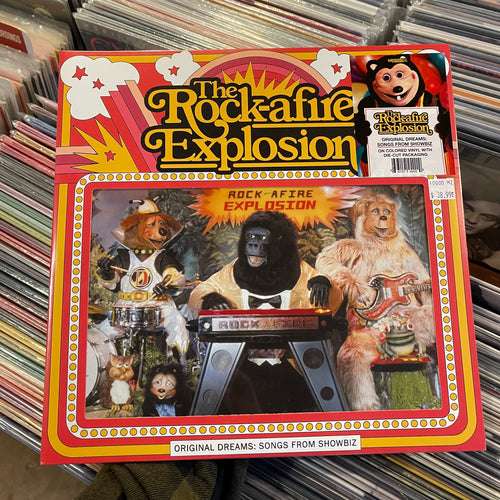 The
Rock-afire
Explosion
The
Rock-afire
Explosion
ORIGINAL DREAMS:
SONGS FROM SHOWBIZ
ON COLORED VINYL WITH
DIE-CUT PACKAGING
ROCK-AFIRE
EXPLOSION
ROCK AFIRE
ORIGINAL DREAMS: SONGS FROM SHOWBIZ